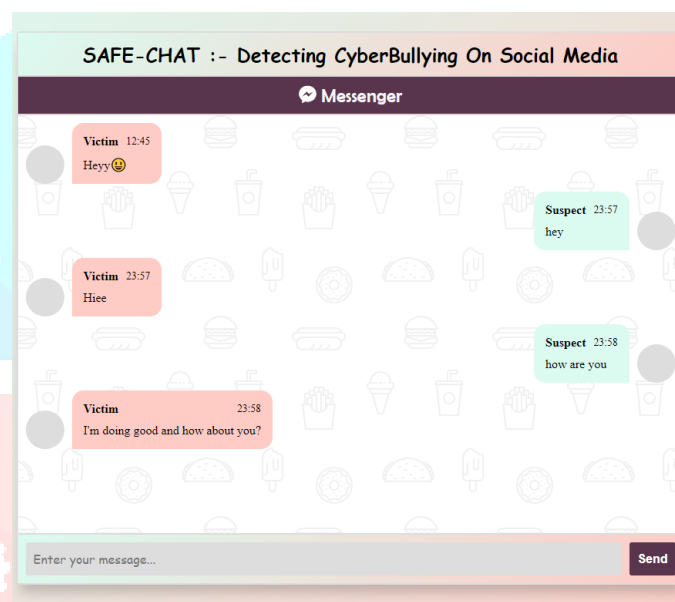 SAFE-CHAT :- Detecting CyberBullying On Social Media
Messenger
Victim 12:45
Heyy😃
Suspect 23:57
hey
Victim 23:57
Hiee
Suspect 23:58
how are you
Victim 23:58
I'm doing good and how about you?
Enter your message...
Send